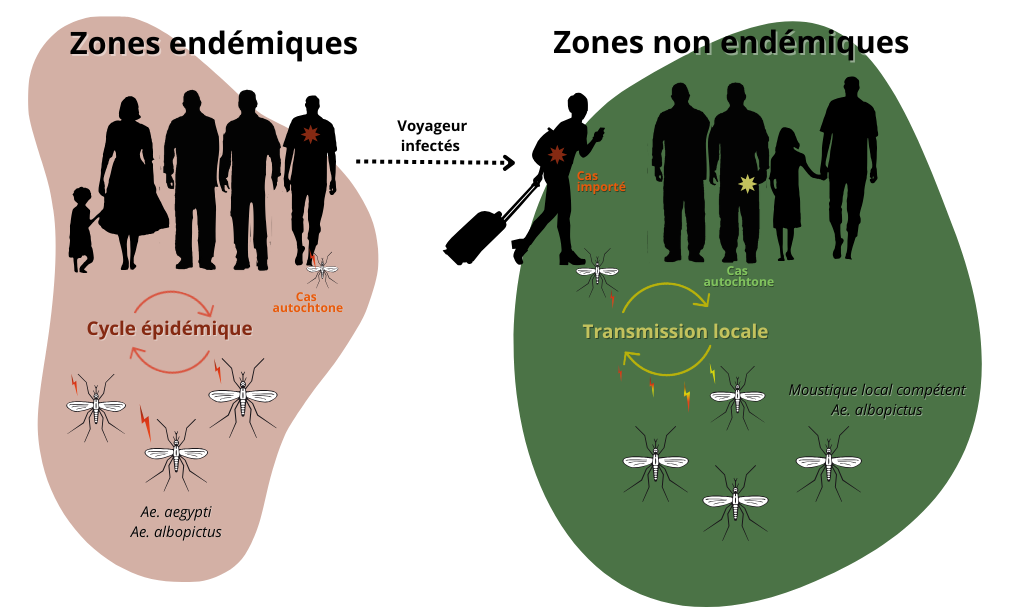 Zones endémiques
Zones non endémiques
Voyageur
infectés
Cas
importé
Cas
autochtone
Cas
autochtone
Cycle épidémique
Transmission locale
Moustique local compétent
Ae. albopictus
Ae. aegypti
Ae. albopictus